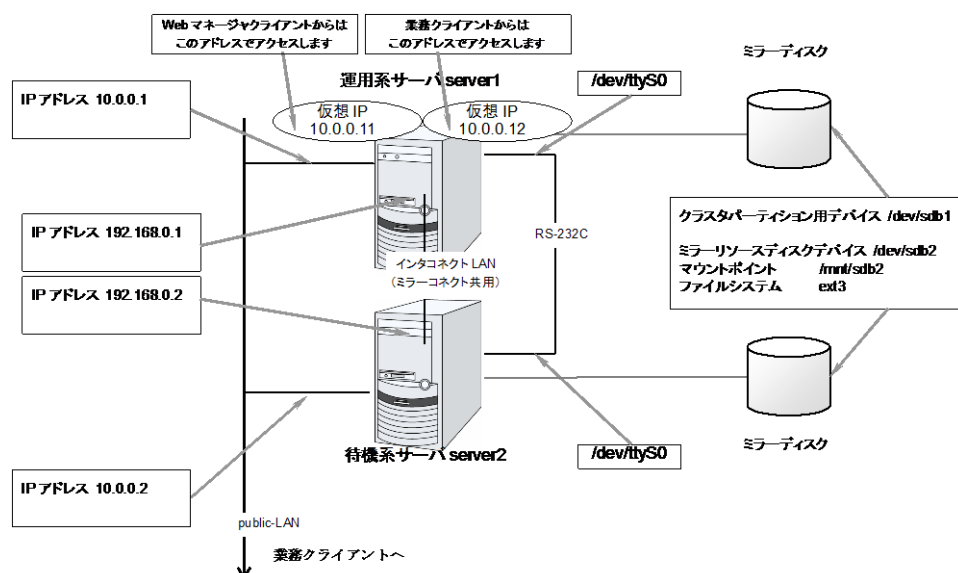 Web マネージャクライアントからは
このアドレスでアクセスします
業務クライアントからは
このアドレスでアクセスします
ミラーディスク
運用系サーバ server1
/dev/ttyS0
IP アドレス 10.0.0.1
仮想 IP
10.0.0.11
仮想 IP
10.0.0.12
IP アドレス 192.168.0.1
RS-232C
クラスタパーティション用デバイス /dev/sdb1
ミラーリソースディスクデバイス /dev/sdb2
マウントポイント /mnt/sdb2
ファイルシステム ext3
インタコネクト LAN
(ミラーコネクト共用)
IP アドレス 192.168.0.2
待機系サーバ server2
/dev/ttyS0
ミラーディスク
IP アドレス 10.0.0.2
public-LAN
業務クライアントへ